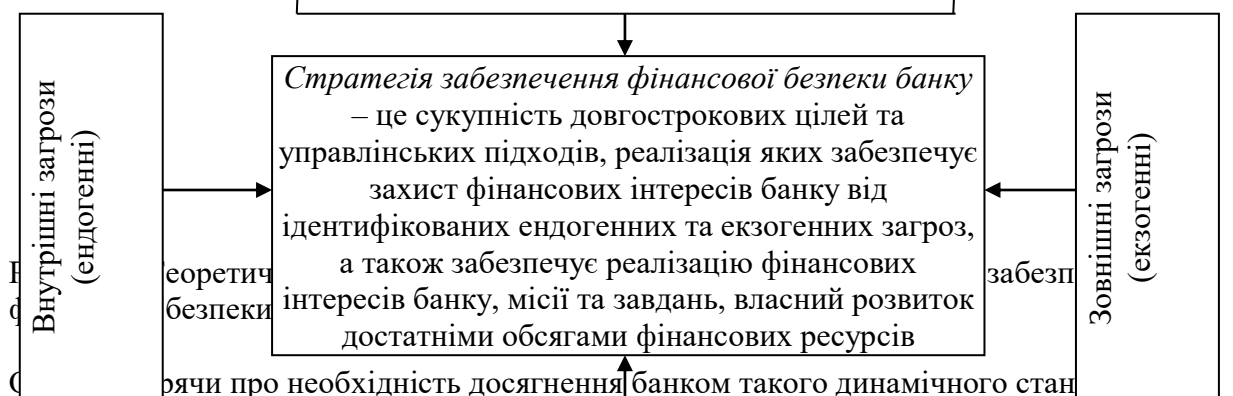 Внутрішні загрози
(ендогенні)
Стратегія забезпечення фінансової безпеки банку
– це сукупність довгострокових цілей та
управлінських підходів, реалізація яких забезпечує
захист фінансових інтересів банку від
ідентифікованих ендогенних та екзогенних загроз,
а також забезпечує реалізацію фінансових
інтересів банку, місії та завдань, власний розвиток
достатніми обсягами фінансових ресурсів
Зовнішні загрози
(екзогенні)
безпеки
про необхідність досягнення банком такого динамічного